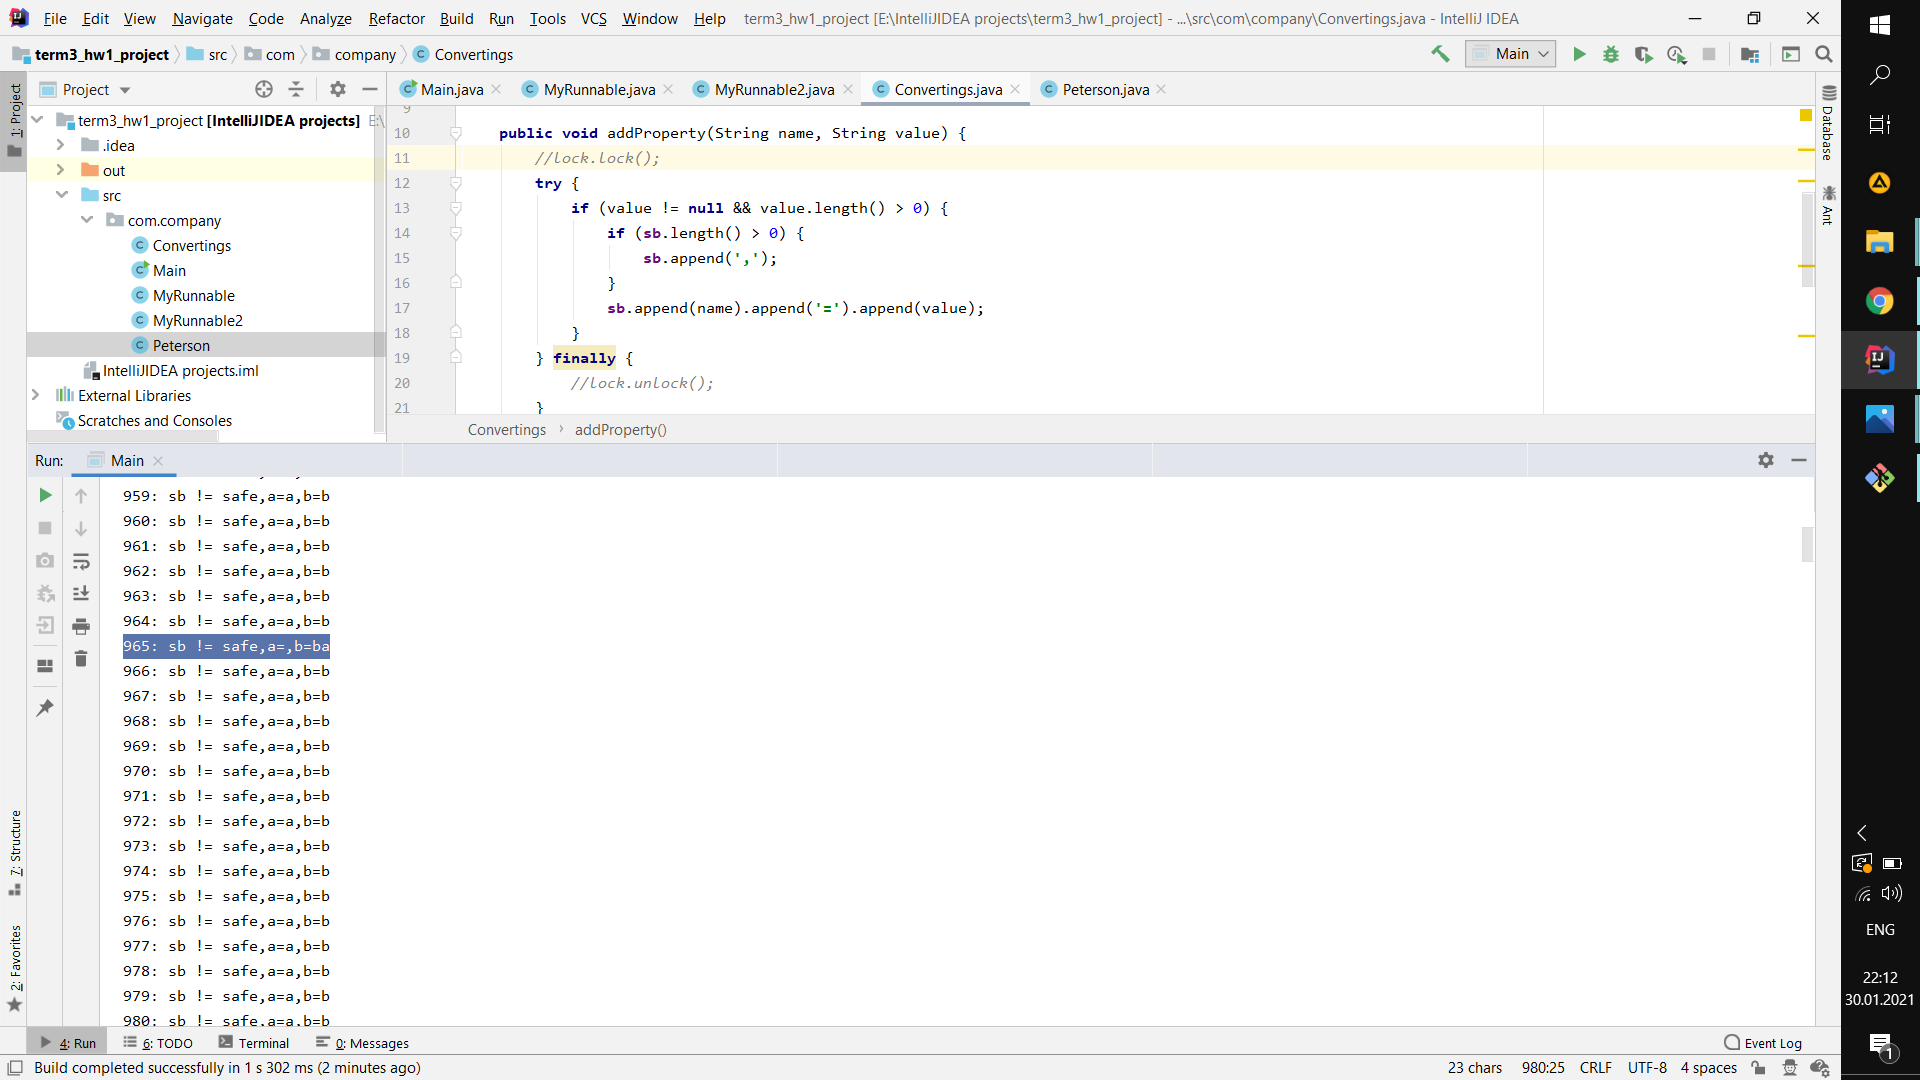 File Edit View Navigate Code Analyze Refactor Build Run Tools VCS Window Help term3_hw1_project [E:\IntelliJIDEA projects\term3_hw1_project] - ...\src\com\company\Convertings.java - IntelliJ IDEA
term3_hw1_project src com company Convertings Main
1: Project
Project
Main.java MyRunnable.java MyRunnable2.java Convertings.java Peterson.java
term3_hw1_project [IntelliJIDEA projects] E:\
.idea
out
src
com.company
Convertings
Main
MyRunnable
MyRunnable2
Peterson
IntelliJIDEA projects.iml
External Libraries
Scratches and Consoles
9
10 public void addProperty(String name, String value) {
11 //lock.lock();
12 try {
13 if (value != null && value.length() > 0) {
14 if (sb.length() > 0) {
15 sb.append(',');
16 }
17 sb.append(name).append('=').append(value);
18 }
19 } finally {
20 //lock.unlock();
21 }
Convertings addProperty()
Database
Ant
Run: Main
959: sb != safe,a=a,b=b
960: sb != safe,a=a,b=b
961: sb != safe,a=a,b=b
962: sb != safe,a=a,b=b
963: sb != safe,a=a,b=b
964: sb != safe,a=a,b=b
965: sb != safe,a=,b=ba
966: sb != safe,a=a,b=b
967: sb != safe,a=a,b=b
968: sb != safe,a=a,b=b
969: sb != safe,a=a,b=b
970: sb != safe,a=a,b=b
971: sb != safe,a=a,b=b
972: sb != safe,a=a,b=b
973: sb != safe,a=a,b=b
974: sb != safe,a=a,b=b
975: sb != safe,a=a,b=b
976: sb != safe,a=a,b=b
977: sb != safe,a=a,b=b
978: sb != safe,a=a,b=b
979: sb != safe,a=a,b=b
980: sb != safe,a=a,b=b
7: Structure
2: Favorites
4: Run 6: TODO Terminal 0: Messages Event Log
Build completed successfully in 1 s 302 ms (2 minutes ago) 23 chars 980:25 CRLF UTF-8 4 spaces
ENG
22:12
30.01.2021
1